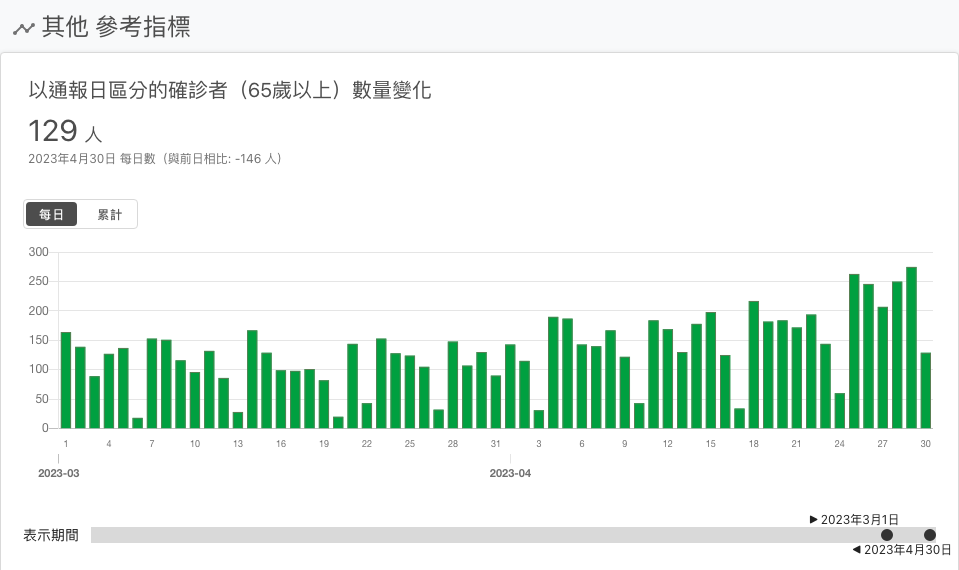 其他 參考指標
以通報日區分的確診者（65歲以上）數量變化
129 人
2023年4月30日 每日數（與前日相比: -146 人）
每日 累計
300
250
200
150
100
50
0
1 4 7 10 13 16 19 22 25 28 31 3 6 9 12 15 18 21 24 27 30
2023-03 2023-04
▶ 2023年3月1日
表示期間
◀ 2023年4月30日